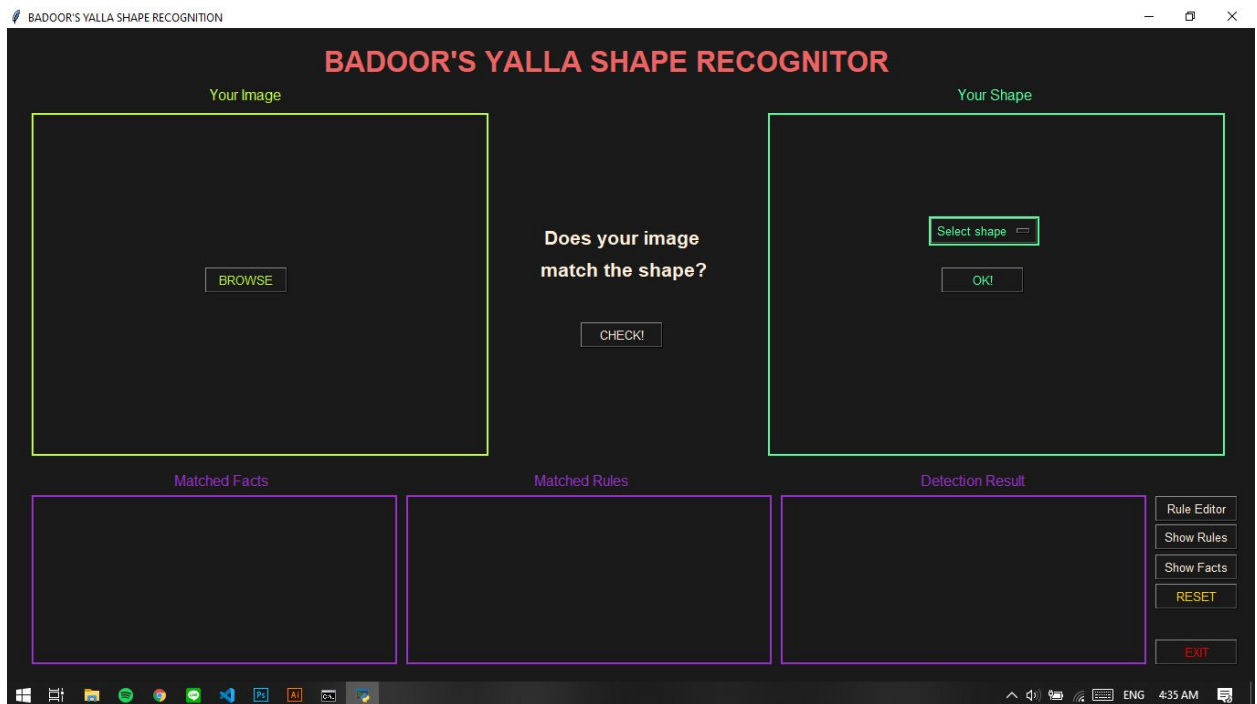 BADOOR'S YALLA SHAPE RECOGNITION
BADOOR'S YALLA SHAPE RECOGNITOR
Your Image
Your Shape
Does your image
match the shape?
Select shape
BROWSE
OK!
CHECK!
Matched Facts
Matched Rules
Detection Result
Rule Editor
Show Rules
Show Facts
RESET
EXIT
Ps
Ai
ENG
4:35 AM